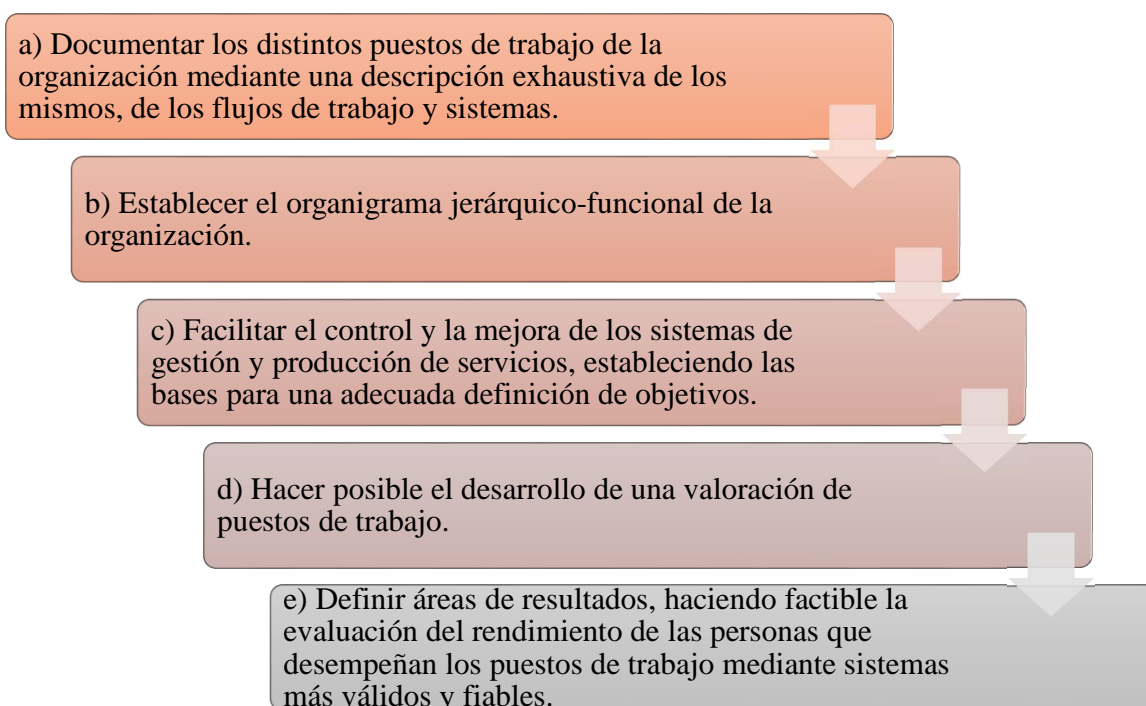 a) Documentar los distintos puestos de trabajo de la
organización mediante una descripción exhaustiva de los
mismos, de los flujos de trabajo y sistemas.
b) Establecer el organigrama jerárquico-funcional de la
organización.
c) Facilitar el control y la mejora de los sistemas de
gestión y producción de servicios, estableciendo las
bases para una adecuada definición de objetivos.
d) Hacer posible el desarrollo de una valoración de
puestos de trabajo.
e) Definir áreas de resultados, haciendo factible la
evaluación del rendimiento de las personas que
desempeñan los puestos de trabajo mediante sistemas
más válidos y fiables.